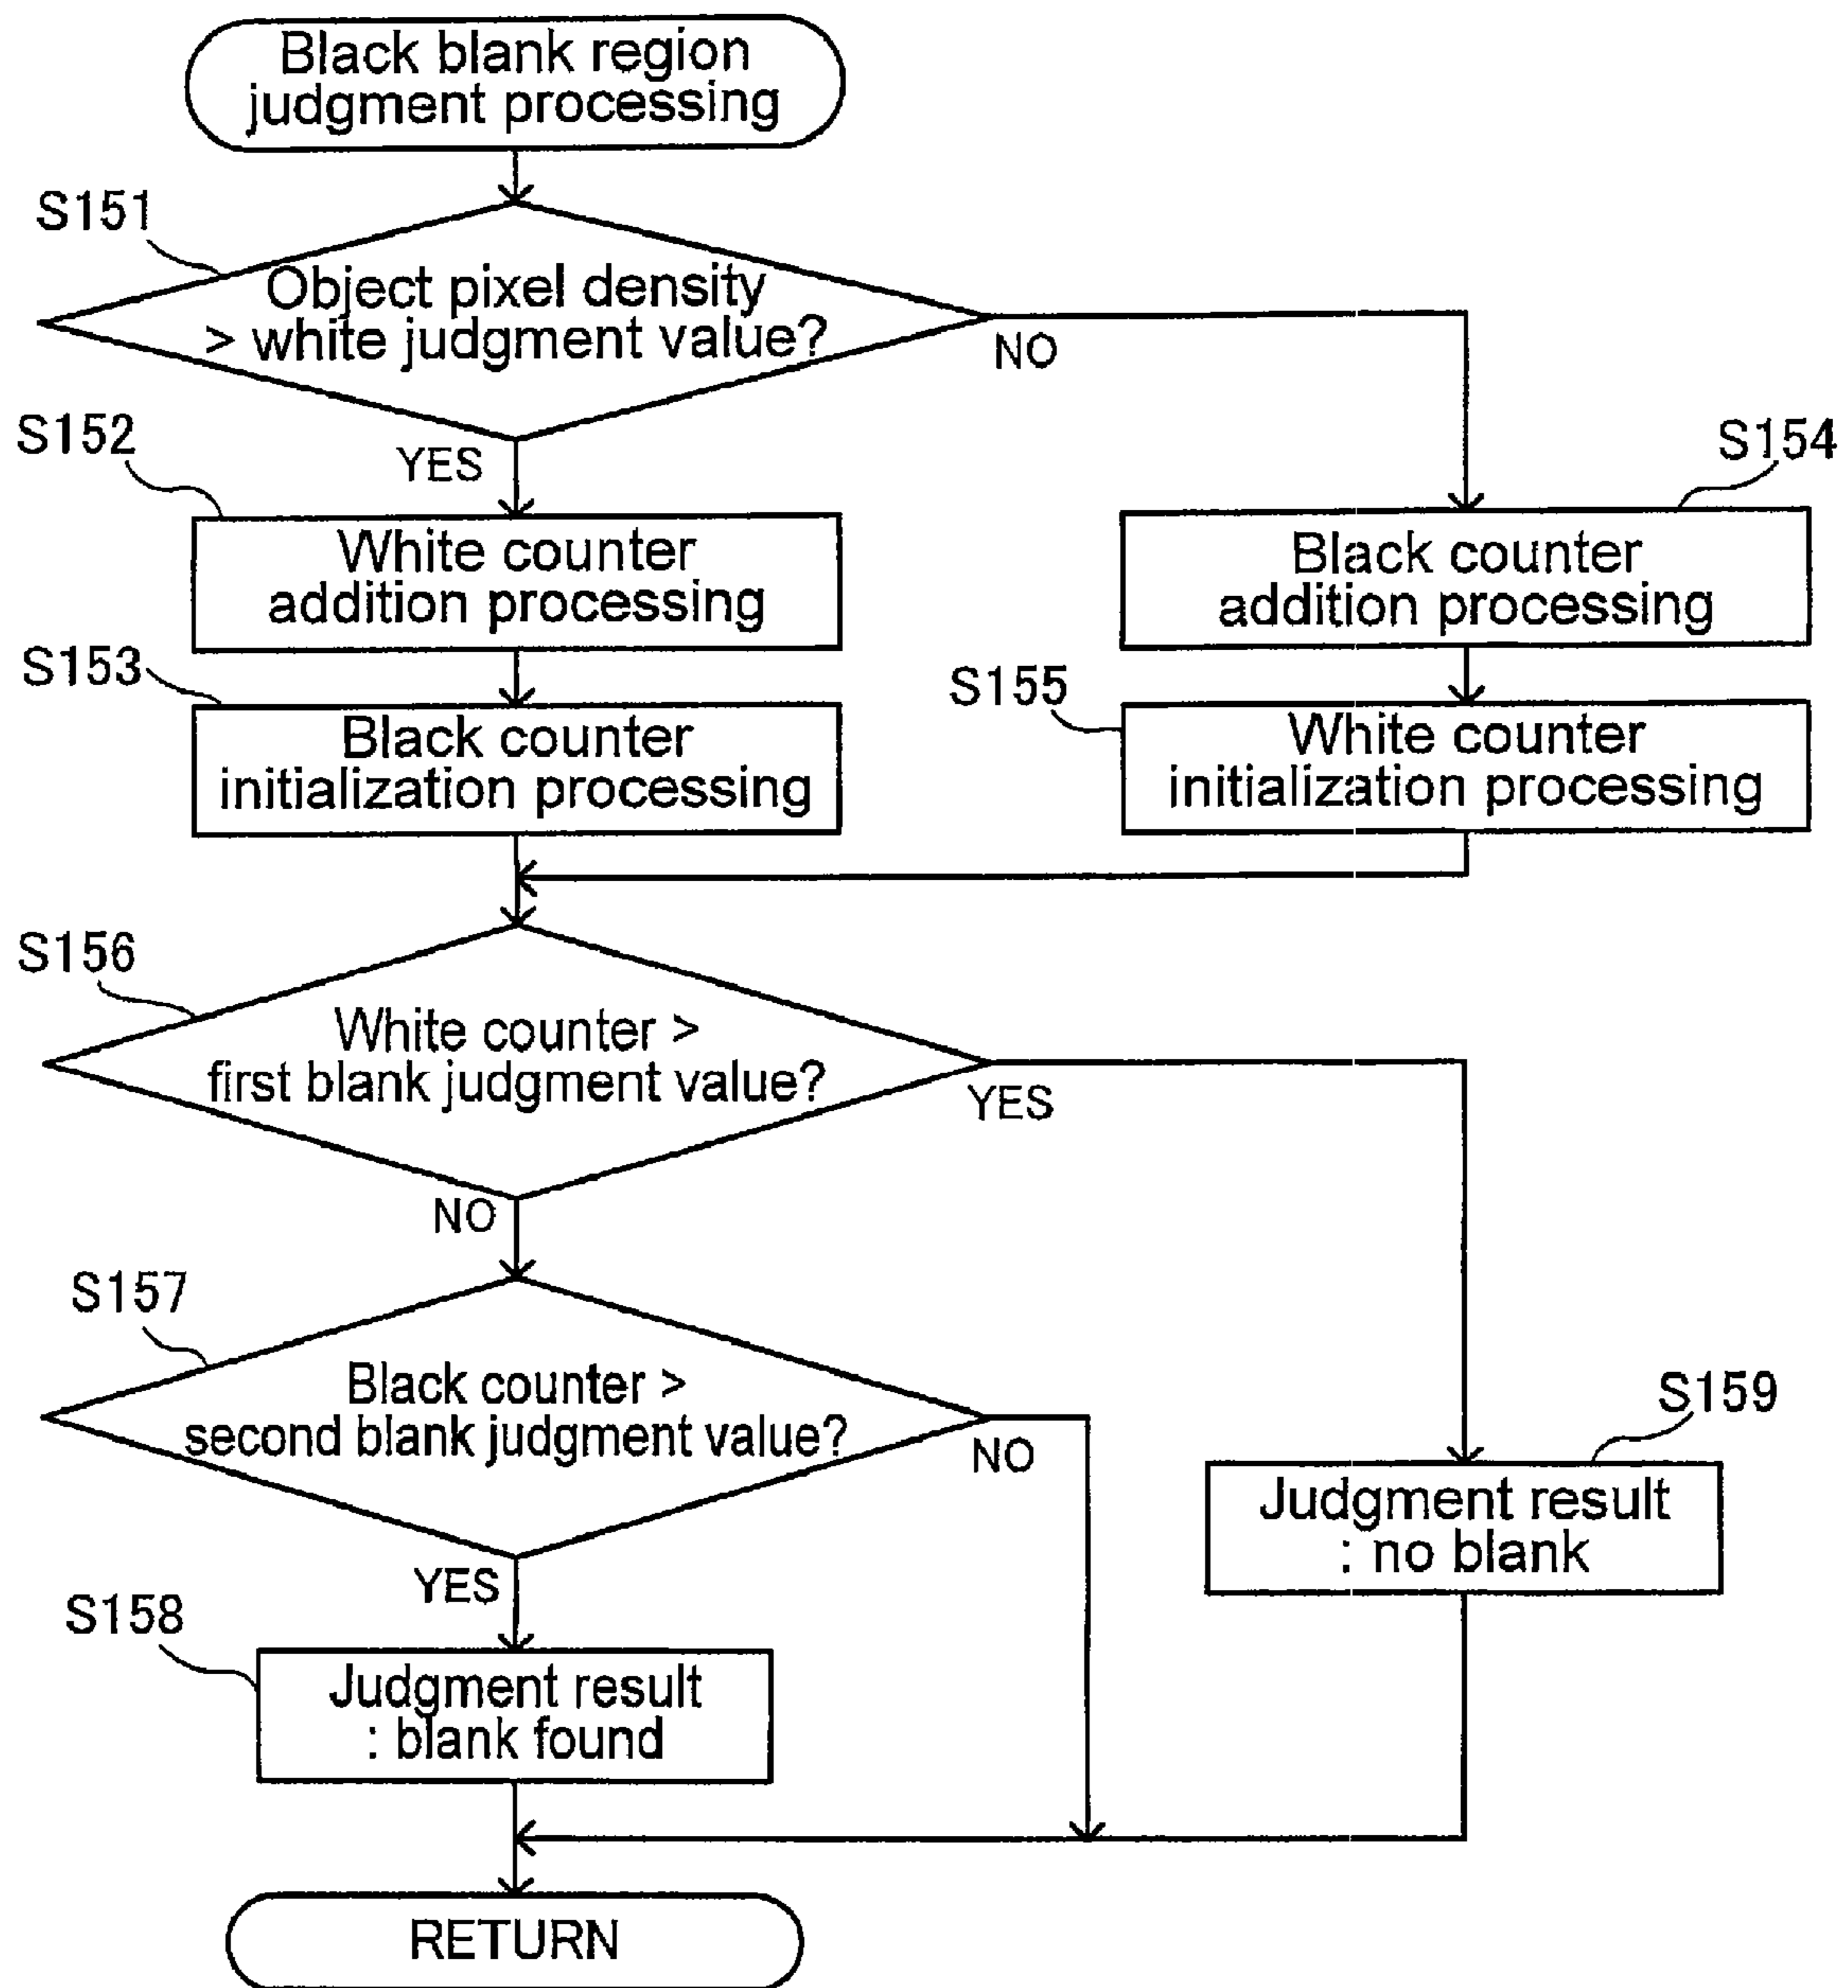 Black blank region
judgment processing
S151
Object pixel density
> white judgment value?
NO
YES
S152
White counter
addition processing
S154
Black counter
addition processing
S153
Black counter
initialization processing
S155
White counter
initialization processing
S156
White counter >
first blank judgment value?
YES
NO
S157
Black counter >
second blank judgment value?
NO
YES
S159
Judgment result
: no blank
S158
Judgment result
: blank found
RETURN